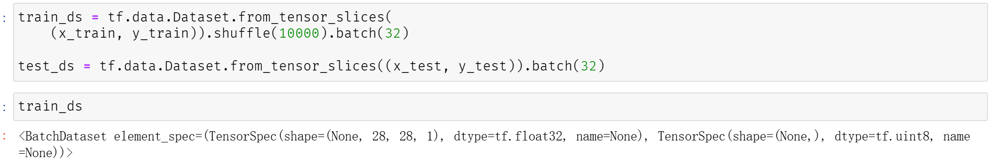 : train_ds = tf.data.Dataset.from_tensor_slices(
    (x_train, y_train)).shuffle(10000).batch(32)
test_ds = tf.data.Dataset.from_tensor_slices((x_test, y_test)).batch(32)
: train_ds
: <BatchDataset element_spec=(TensorSpec(shape=(None, 28, 28, 1), dtype=tf.float32, name=None), TensorSpec(shape=(None,), dtype=tf.uint8, name
=None))>